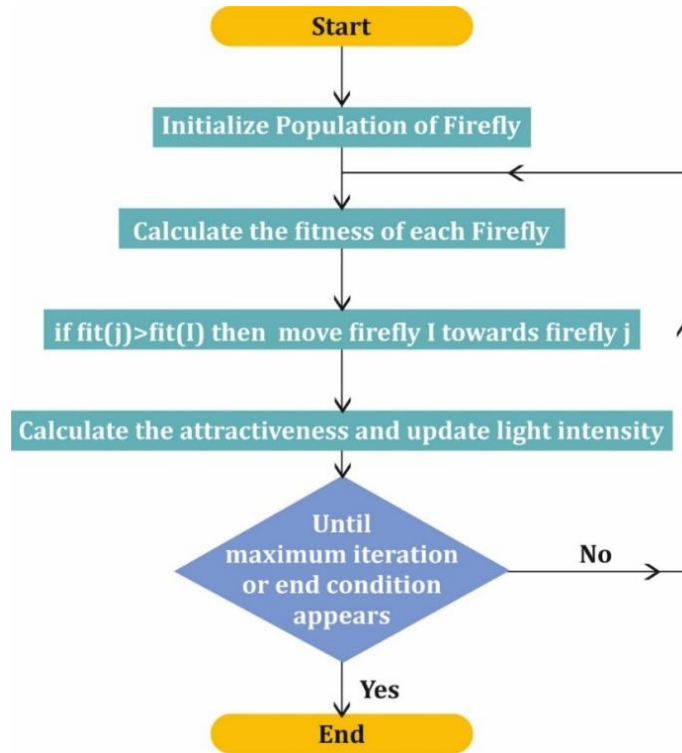 Start
Initialize Population of Firefly
Calculate the fitness of each Firefly
if fit(j)>fit(I) then move firefly I towards firefly j
Calculate the attractiveness and update light intensity
Until
maximum iteration
or end condition
appears
No
Yes
End